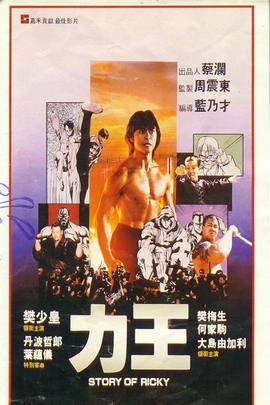 嘉禾貢獻 最佳影片
出品人 蔡瀾
監製 周震東
編導 藍乃才
樊少皇
領銜主演
丹波哲郎
葉蘊儀
特別客串
力王
STORY OF RICKY
樊梅生
何家駒
大島由加利
領銜主演